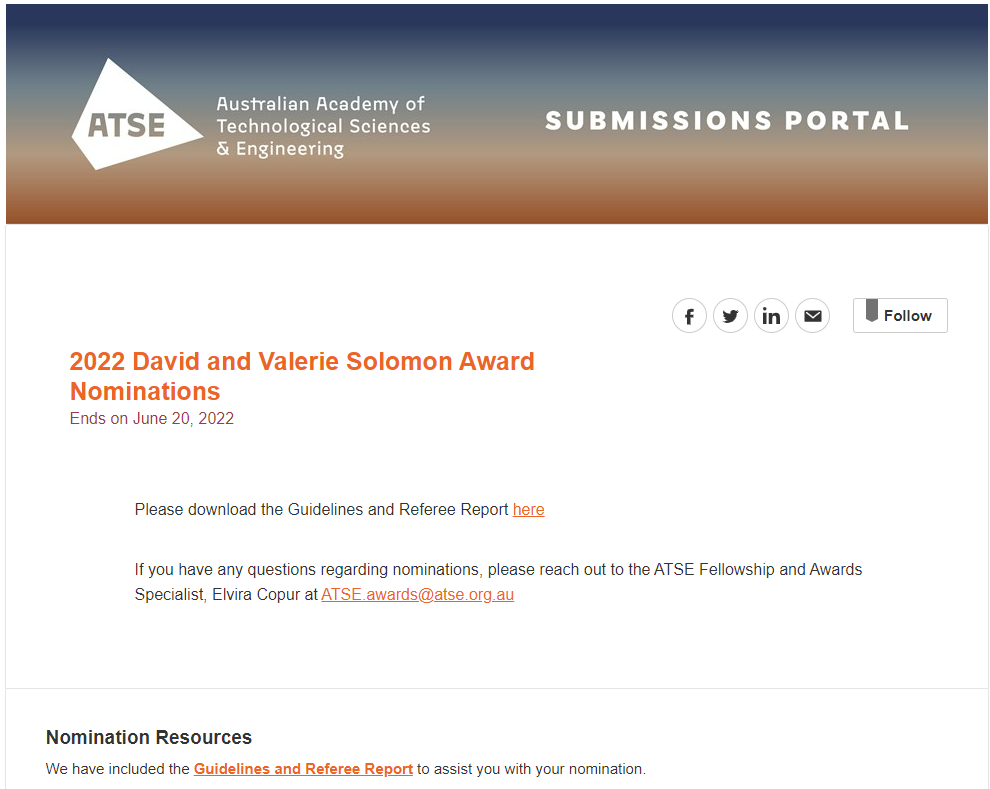 ATSE
Australian Academy of
Technological Sciences
& Engineering
SUBMISSIONS PORTAL
Follow
2022 David and Valerie Solomon Award
Nominations
Ends on June 20, 2022
Please download the Guidelines and Referee Report here
If you have any questions regarding nominations, please reach out to the ATSE Fellowship and Awards
Specialist, Elvira Copur at ATSE.awards@atse.org.au
Nomination Resources
We have included the Guidelines and Referee Report to assist you with your nomination.